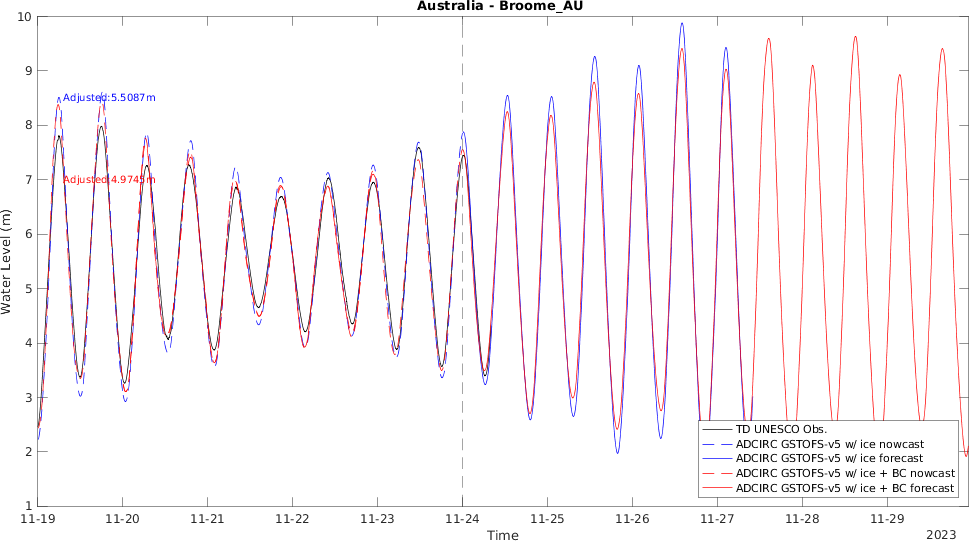 Australia - Broome_AU
10
9
8
7
6
5
4
3
2
1
Water Level (m)
Adjusted:5.5087m
Adjusted:4.9745m
TD UNESCO Obs.
ADCIRC GSTOFS-v5 w/ ice nowcast
ADCIRC GSTOFS-v5 w/ ice forecast
ADCIRC GSTOFS-v5 w/ ice + BC nowcast
ADCIRC GSTOFS-v5 w/ ice + BC forecast
11-19 11-20 11-21 11-22 11-23 11-24 11-25 11-26 11-27 11-28 11-29
Time
2023